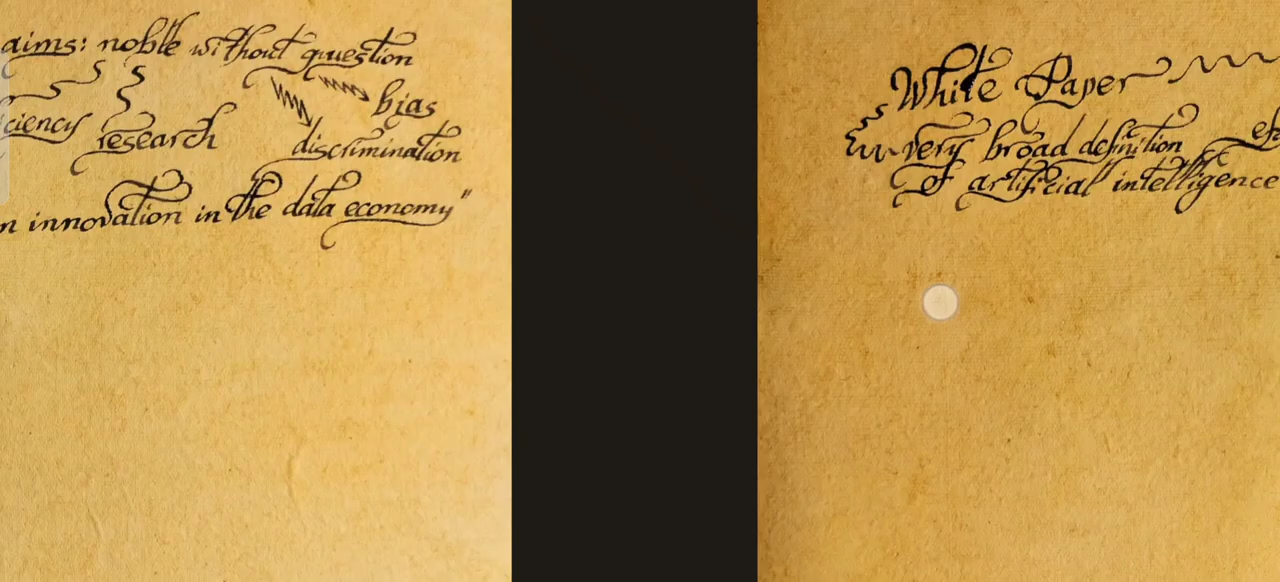 aims: noble without question
bias
ciency research discrimination
n innovation in the data economy"
White Paper
very broad definition
of artificial intelligence